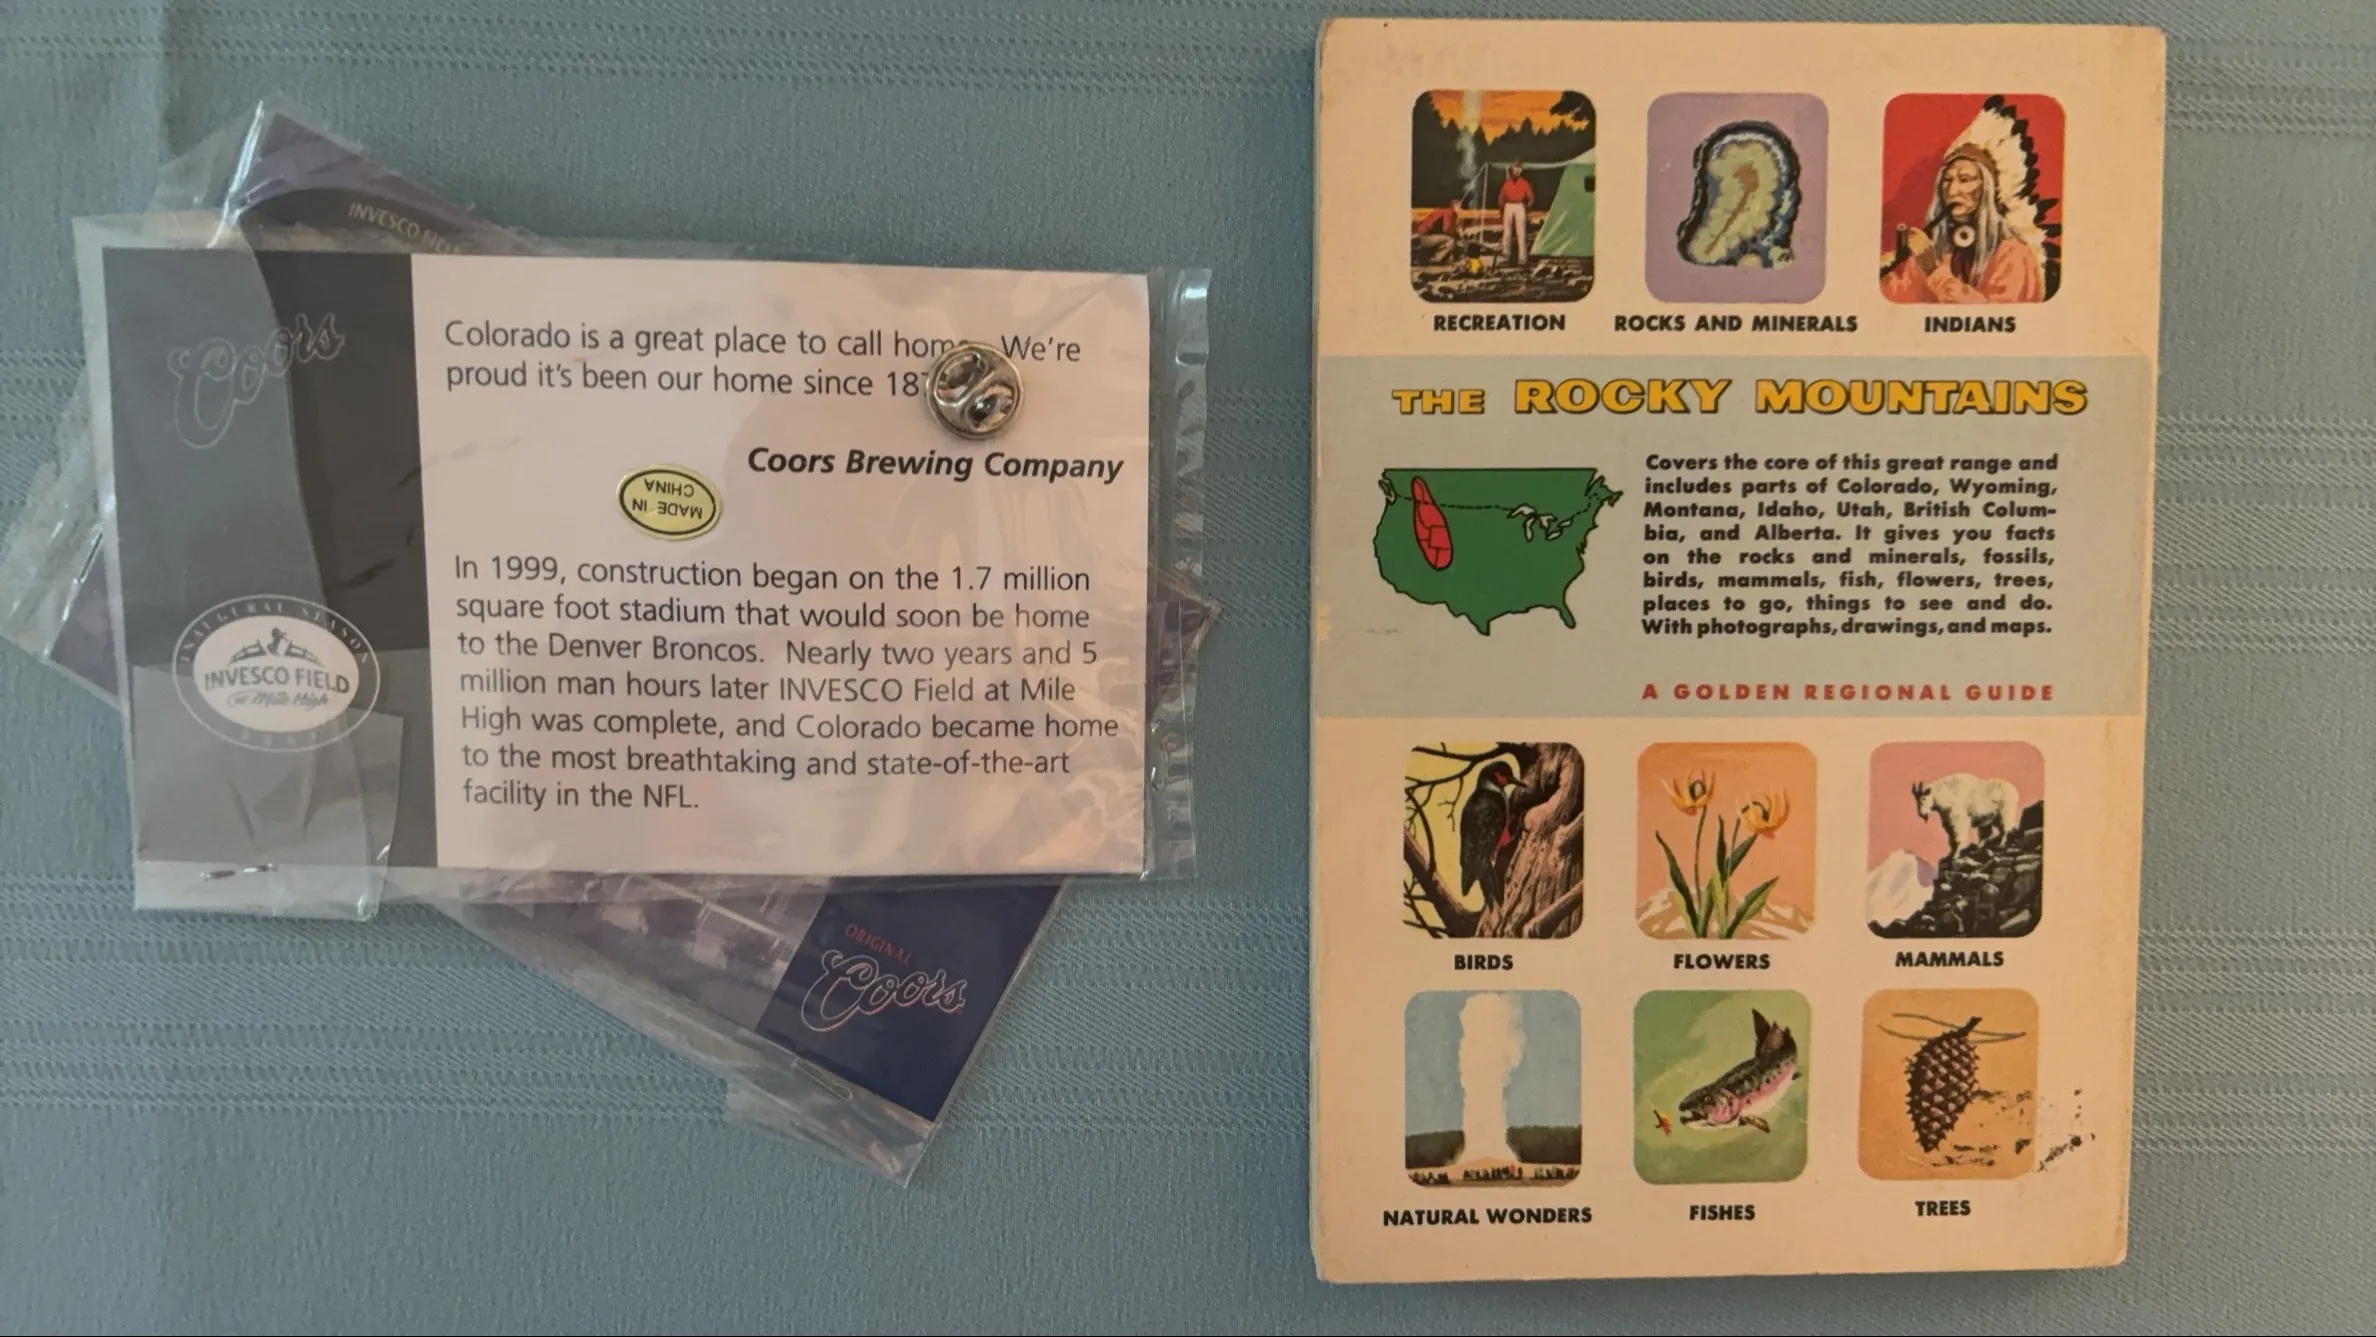 INVESCO FIELD
Coors
Colorado is a great place to call home. We're
proud it's been our home since
Coors Brewing Company
MADE IN
CHINA
In 1999, construction began on the 1.7 million
square foot stadium that would soon be home
to the Denver Broncos. Nearly two years and 5
million man hours later INVESCO Field at Mile
High was complete, and Colorado became home
to the most breathtaking and state-of-the-art
facility in the NFL.
INAUGURAL SEASON
INVESCO FIELD
at Mile High
2001
ORIGINAL
Coors
RECREATION
ROCKS AND MINERALS
INDIANS
THE ROCKY MOUNTAINS
Covers the core of this great range and
includes parts of Colorado, Wyoming,
Montana, Idaho, Utah, British Colum-
bia, and Alberta. It gives you facts
on the rocks and minerals, fossils,
birds, mammals, fish, flowers, trees,
places to go, things to see and do.
With photographs, drawings, and maps.
A GOLDEN REGIONAL GUIDE
BIRDS
FLOWERS
MAMMALS
NATURAL WONDERS
FISHES
TREES